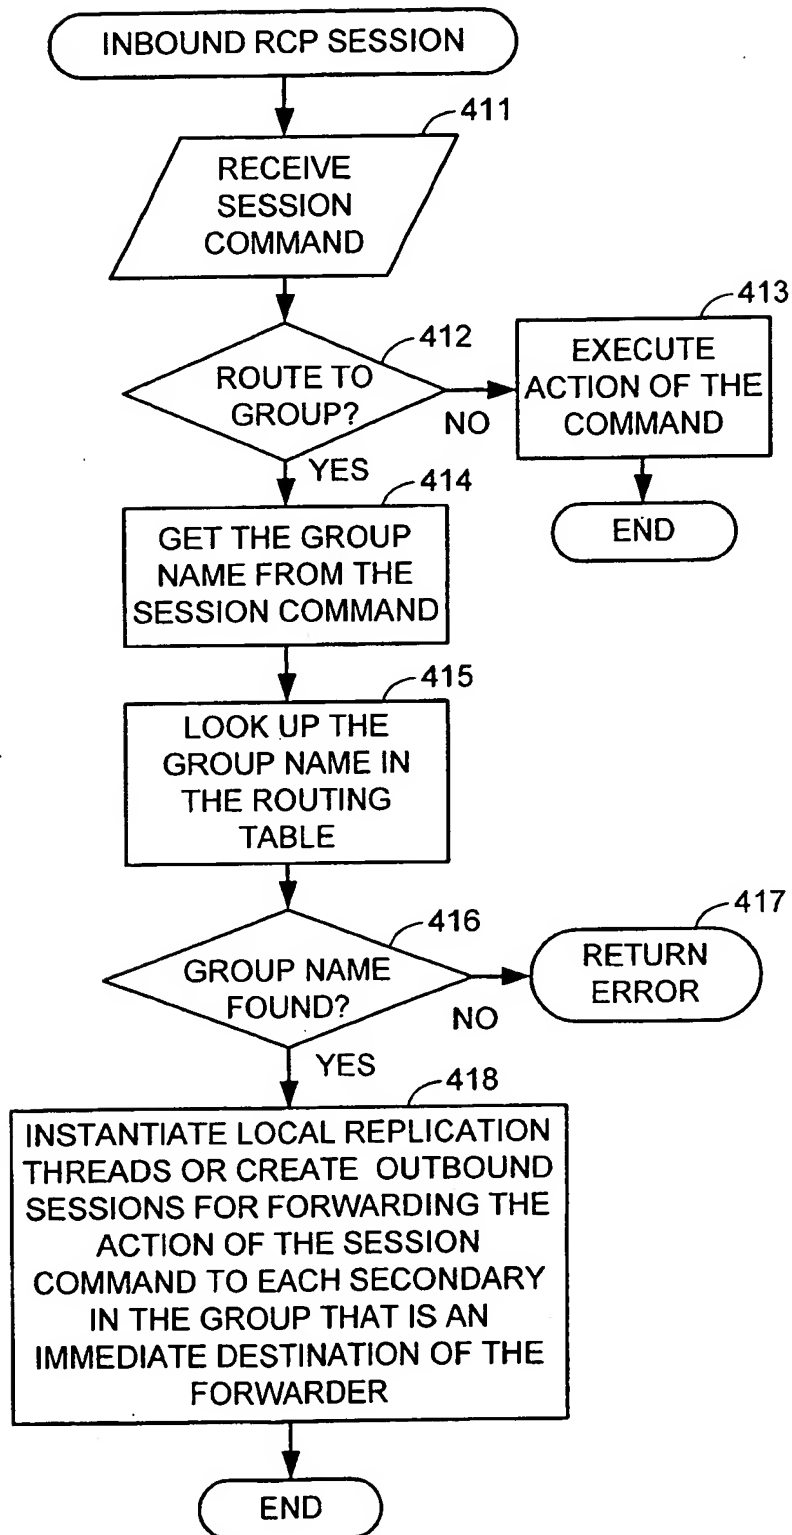 INBOUND RCP SESSION
411
RECEIVE
SESSION
COMMAND
412
ROUTE TO
GROUP?
NO
413
EXECUTE
ACTION OF THE
COMMAND
END
YES
414
GET THE GROUP
NAME FROM THE
SESSION COMMAND
415
LOOK UP THE
GROUP NAME IN
THE ROUTING
TABLE
416
GROUP NAME
FOUND?
NO
417
RETURN
ERROR
YES
418
INSTANTIATE LOCAL REPLICATION
THREADS OR CREATE OUTBOUND
SESSIONS FOR FORWARDING THE
ACTION OF THE SESSION
COMMAND TO EACH SECONDARY
IN THE GROUP THAT IS AN
IMMEDIATE DESTINATION OF THE
FORWARDER
END